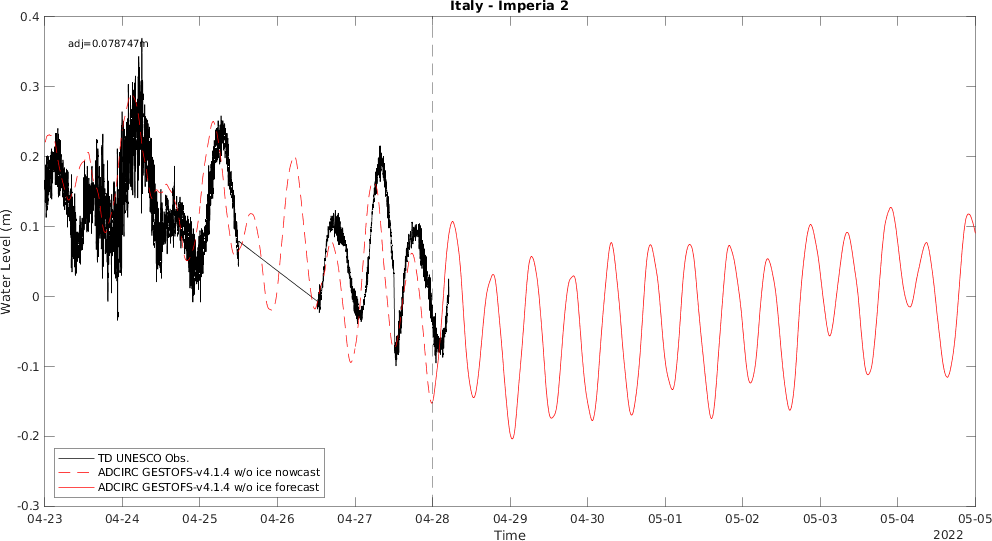 Italy - Imperia 2
adj=0.078747m
Water Level (m)
0.4
0.3
0.2
0.1
0
-0.1
-0.2
-0.3
TD UNESCO Obs.
ADCIRC GESTOFS-v4.1.4 w/o ice nowcast
ADCIRC GESTOFS-v4.1.4 w/o ice forecast
04-23 04-24 04-25 04-26 04-27 04-28 04-29 04-30 05-01 05-02 05-03 05-04 05-05
Time
2022